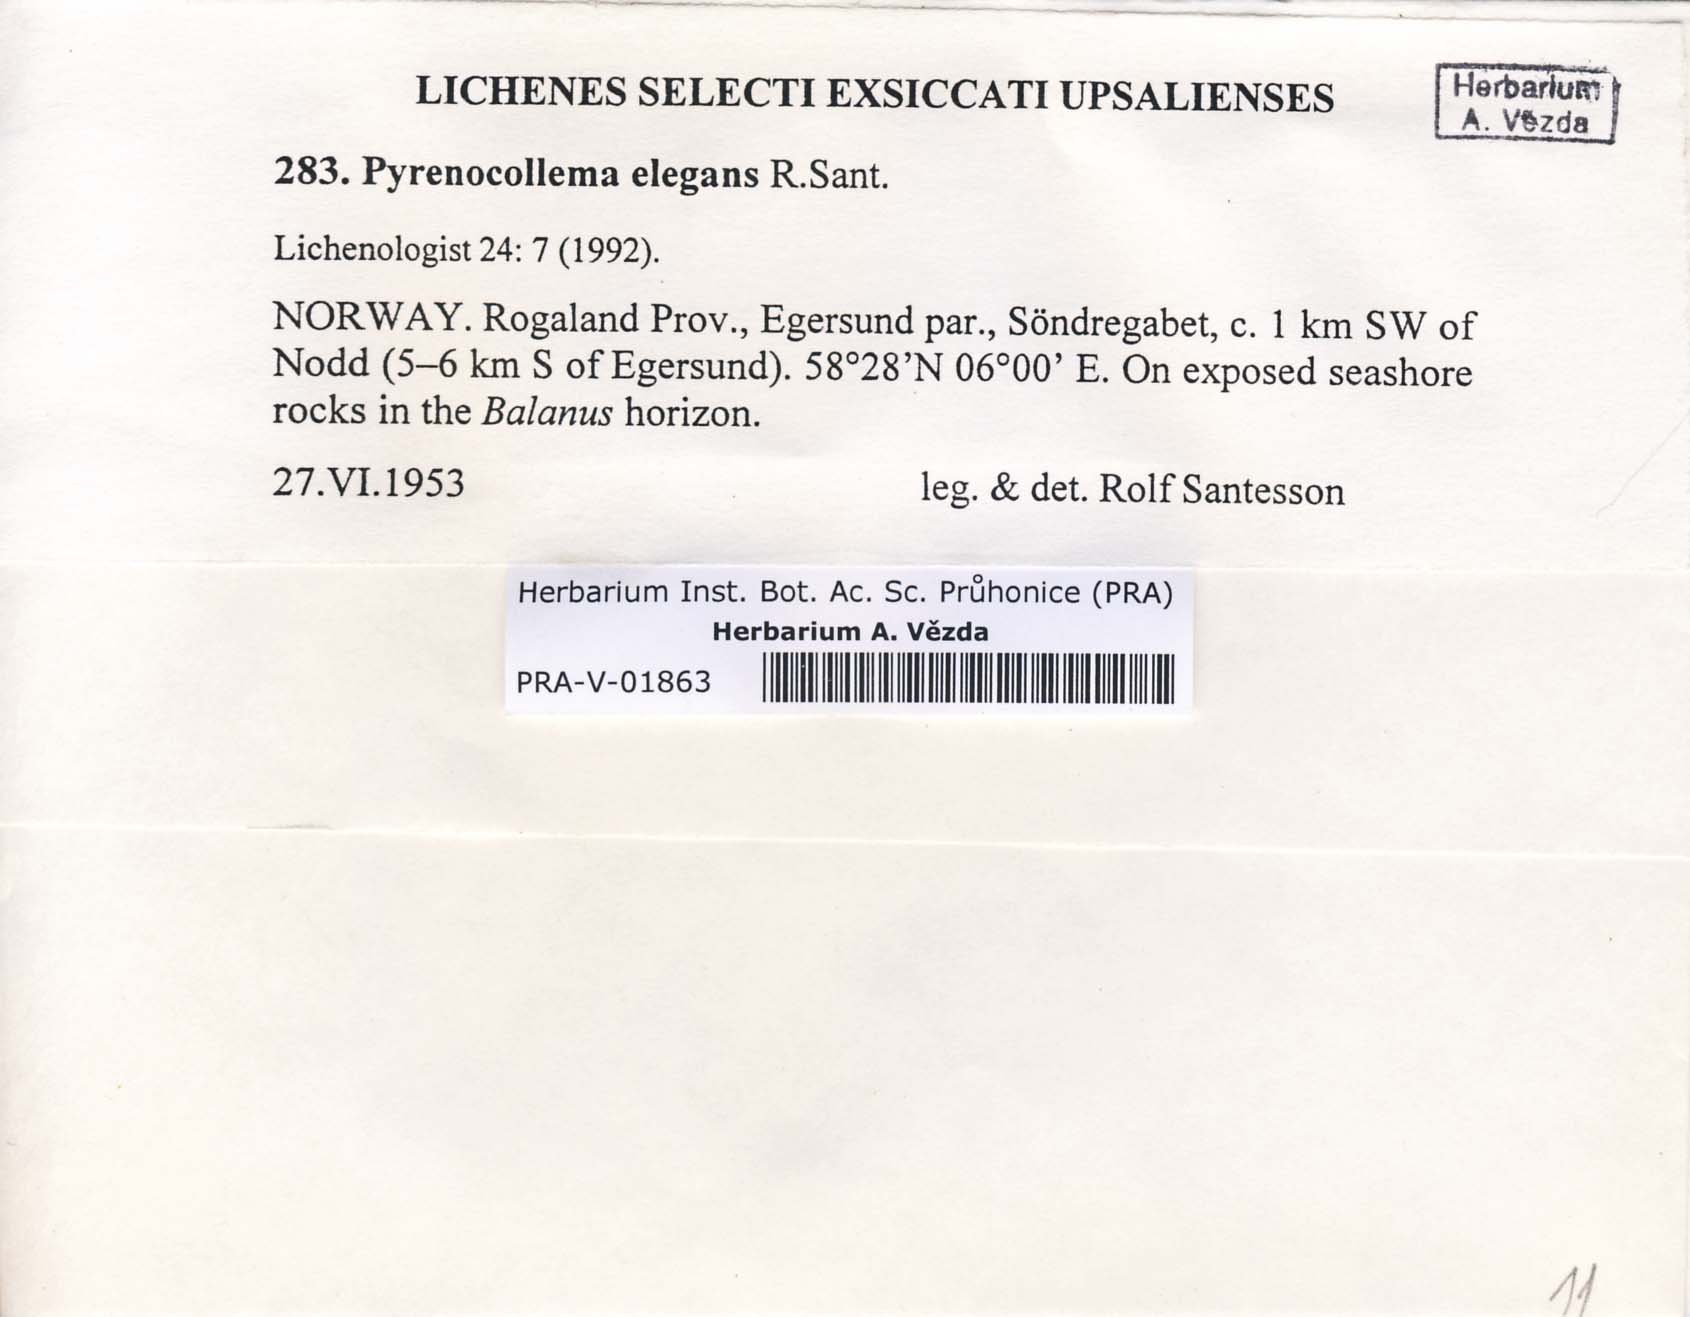 LICHENES SELECTI EXSICCATI UPSALIENSES
Herbarium
A. Vězda
283. Pyrenocollema elegans R.Sant.
Lichenologist 24: 7 (1992).
NORWAY. Rogaland Prov., Egersund par., Söndregabet, c. 1 km SW of
Nodd (5–6 km S of Egersund). 58°28’N 06°00’ E. On exposed seashore
rocks in the Balanus horizon.
27.VI.1953 leg. & det. Rolf Santesson
Herbarium Inst. Bot. Ac. Sc. Průhonice (PRA)
Herbarium A. Vězda
PRA-V-01863
11